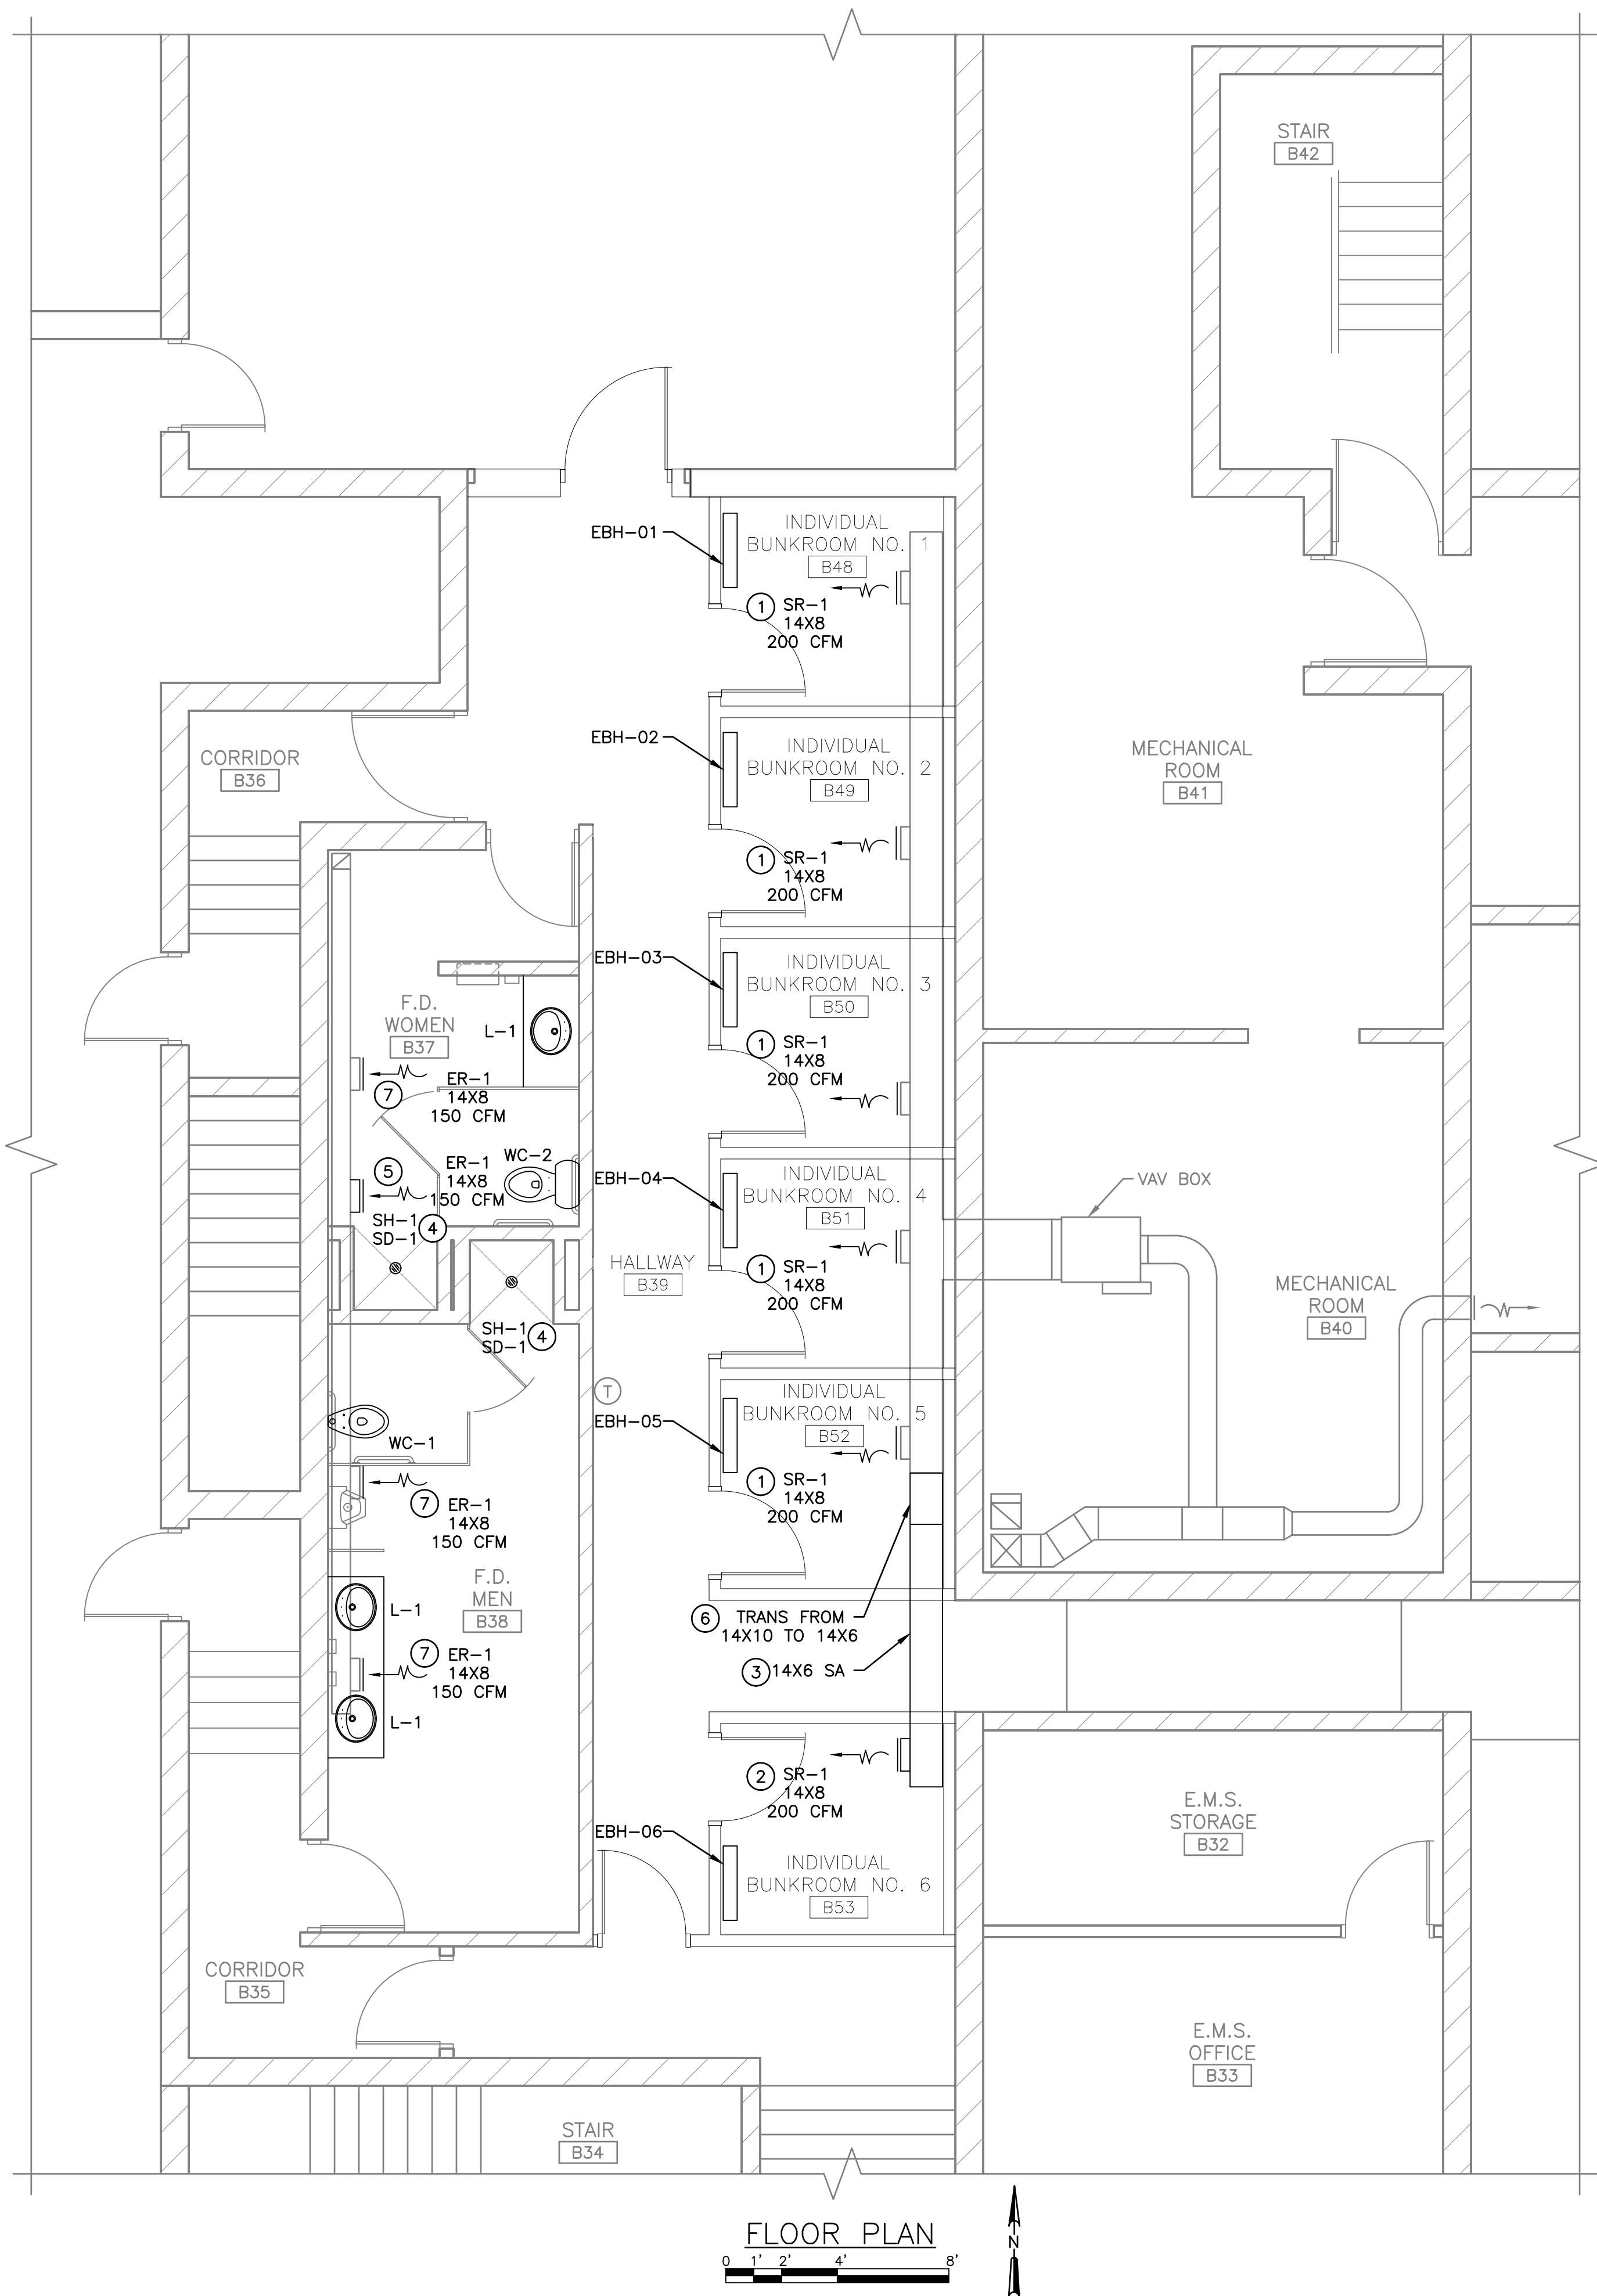 STAIR
B42
EBH-01
INDIVIDUAL
BUNKROOM NO. 1
B48
1 SR-1
14X8
200 CFM
CORRIDOR
B36
EBH-02
INDIVIDUAL
BUNKROOM NO. 2
B49
MECHANICAL
ROOM
B41
1 SR-1
14X8
200 CFM
F.D.
WOMEN
B37
L-1
EBH-03
INDIVIDUAL
BUNKROOM NO. 3
B50
1 SR-1
14X8
200 CFM
7
ER-1
14X8
150 CFM
5
ER-1
14X8
150 CFM
WC-2
SH-1
SD-1
4
EBH-04
INDIVIDUAL
BUNKROOM NO. 4
B51
VAV BOX
HALLWAY
B39
1 SR-1
14X8
200 CFM
MECHANICAL
ROOM
B40
SH-1
SD-1
4
T
WC-1
EBH-05
INDIVIDUAL
BUNKROOM NO. 5
B52
1 SR-1
14X8
200 CFM
7 ER-1
14X8
150 CFM
F.D.
MEN
B38
L-1
6 TRANS FROM
14X10 TO 14X6
3 14X6 SA
7 ER-1
14X8
150 CFM
L-1
2 SR-1
14X8
200 CFM
EBH-06
INDIVIDUAL
BUNKROOM NO. 6
B53
E.M.S.
STORAGE
B32
CORRIDOR
B35
E.M.S.
OFFICE
B33
STAIR
B34
FLOOR PLAN
0 1' 2' 4' 8'
N